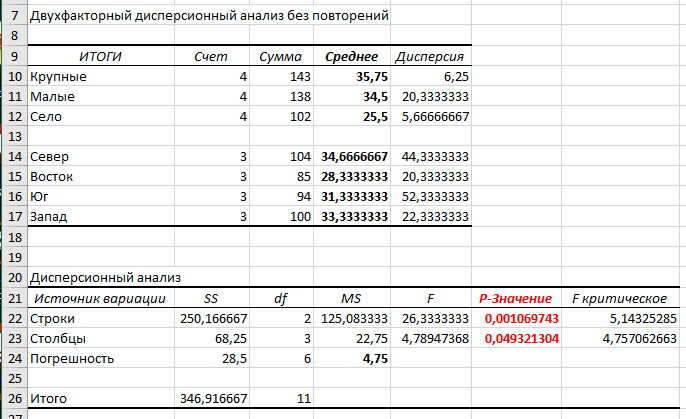 7 Двухфакторный дисперсионный анализ без повторений
8
9 ИТОГИ Счет Сумма Среднее Дисперсия
10 Крупные 4 143 35,75 6,25
11 Малые 4 138 34,5 20,3333333
12 Село 4 102 25,5 5,66666667
13
14 Север 3 104 34,6666667 44,3333333
15 Восток 3 85 28,3333333 20,3333333
16 Юг 3 94 31,3333333 52,3333333
17 Запад 3 100 33,3333333 22,3333333
18
19
20 Дисперсионный анализ
21 Источник вариации SS df MS F P-Значение F критическое
22 Строки 250,166667 2 125,083333 26,3333333 0,001069743 5,14325285
23 Столбцы 68,25 3 22,75 4,78947368 0,049321304 4,757062663
24 Погрешность 28,5 6 4,75
25
26 Итого 346,916667 11